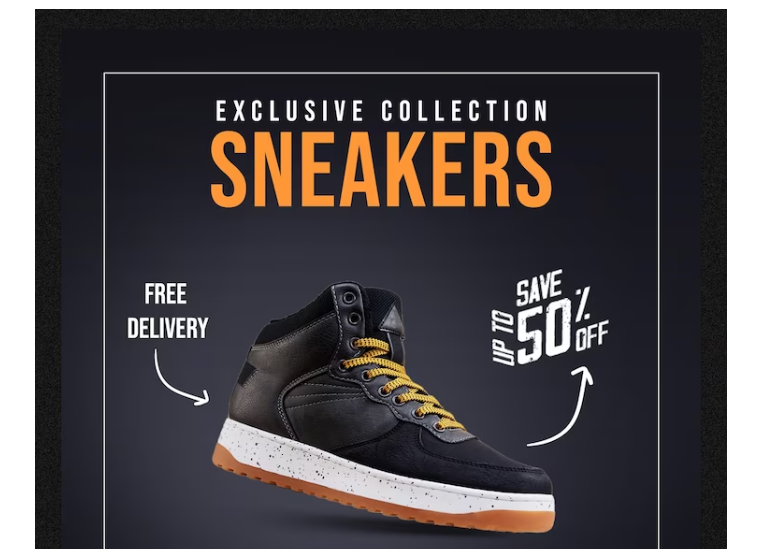 EXCLUSIVE COLLECTION
SNEAKERS
FREE
DELIVERY
SAVE
UP TO 50% OFF